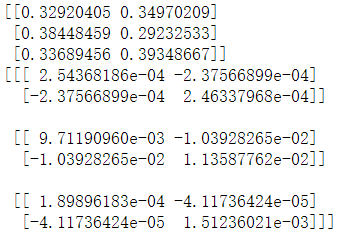 [[0.32920405 0.34970209]
[0.38448459 0.29232533]
[0.33689456 0.39348667]]
[[[ 2.54368186e-04 -2.37566899e-04]
[-2.37566899e-04 2.46337968e-04]]
[[ 9.71190960e-03 -1.03928265e-02]
[-1.03928265e-02 1.13587762e-02]]
[[ 1.89896183e-04 -4.11736424e-05]
[-4.11736424e-05 1.51236021e-03]]]